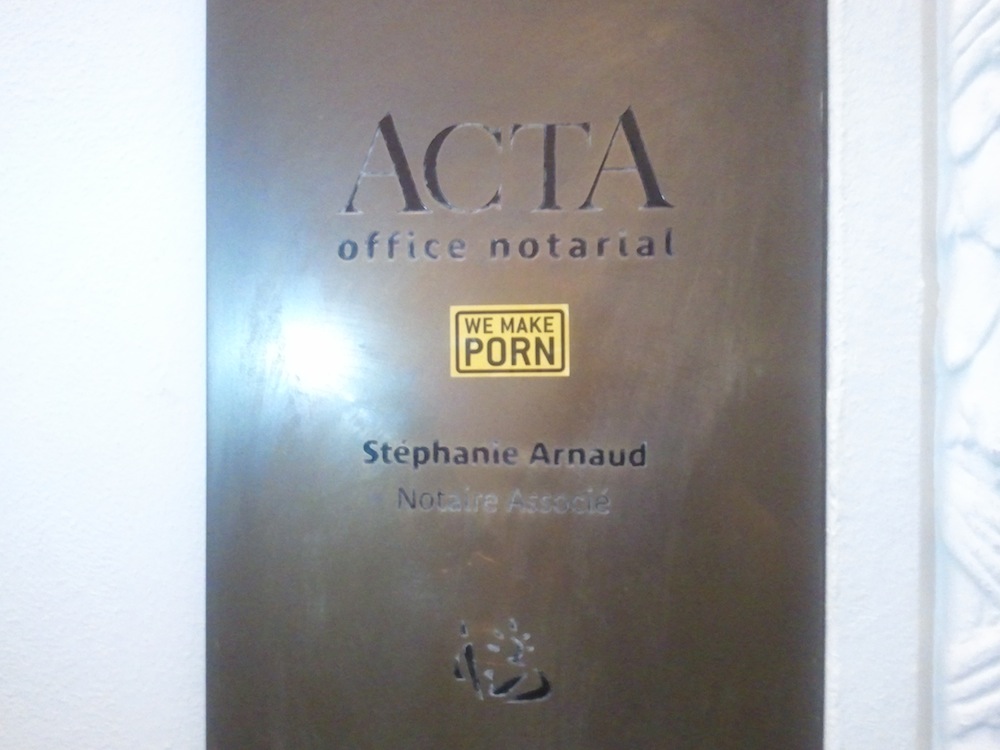 ACTA
office notarial
WE MAKE
PORN
Stéphanie Arnaud
Notaire Associé